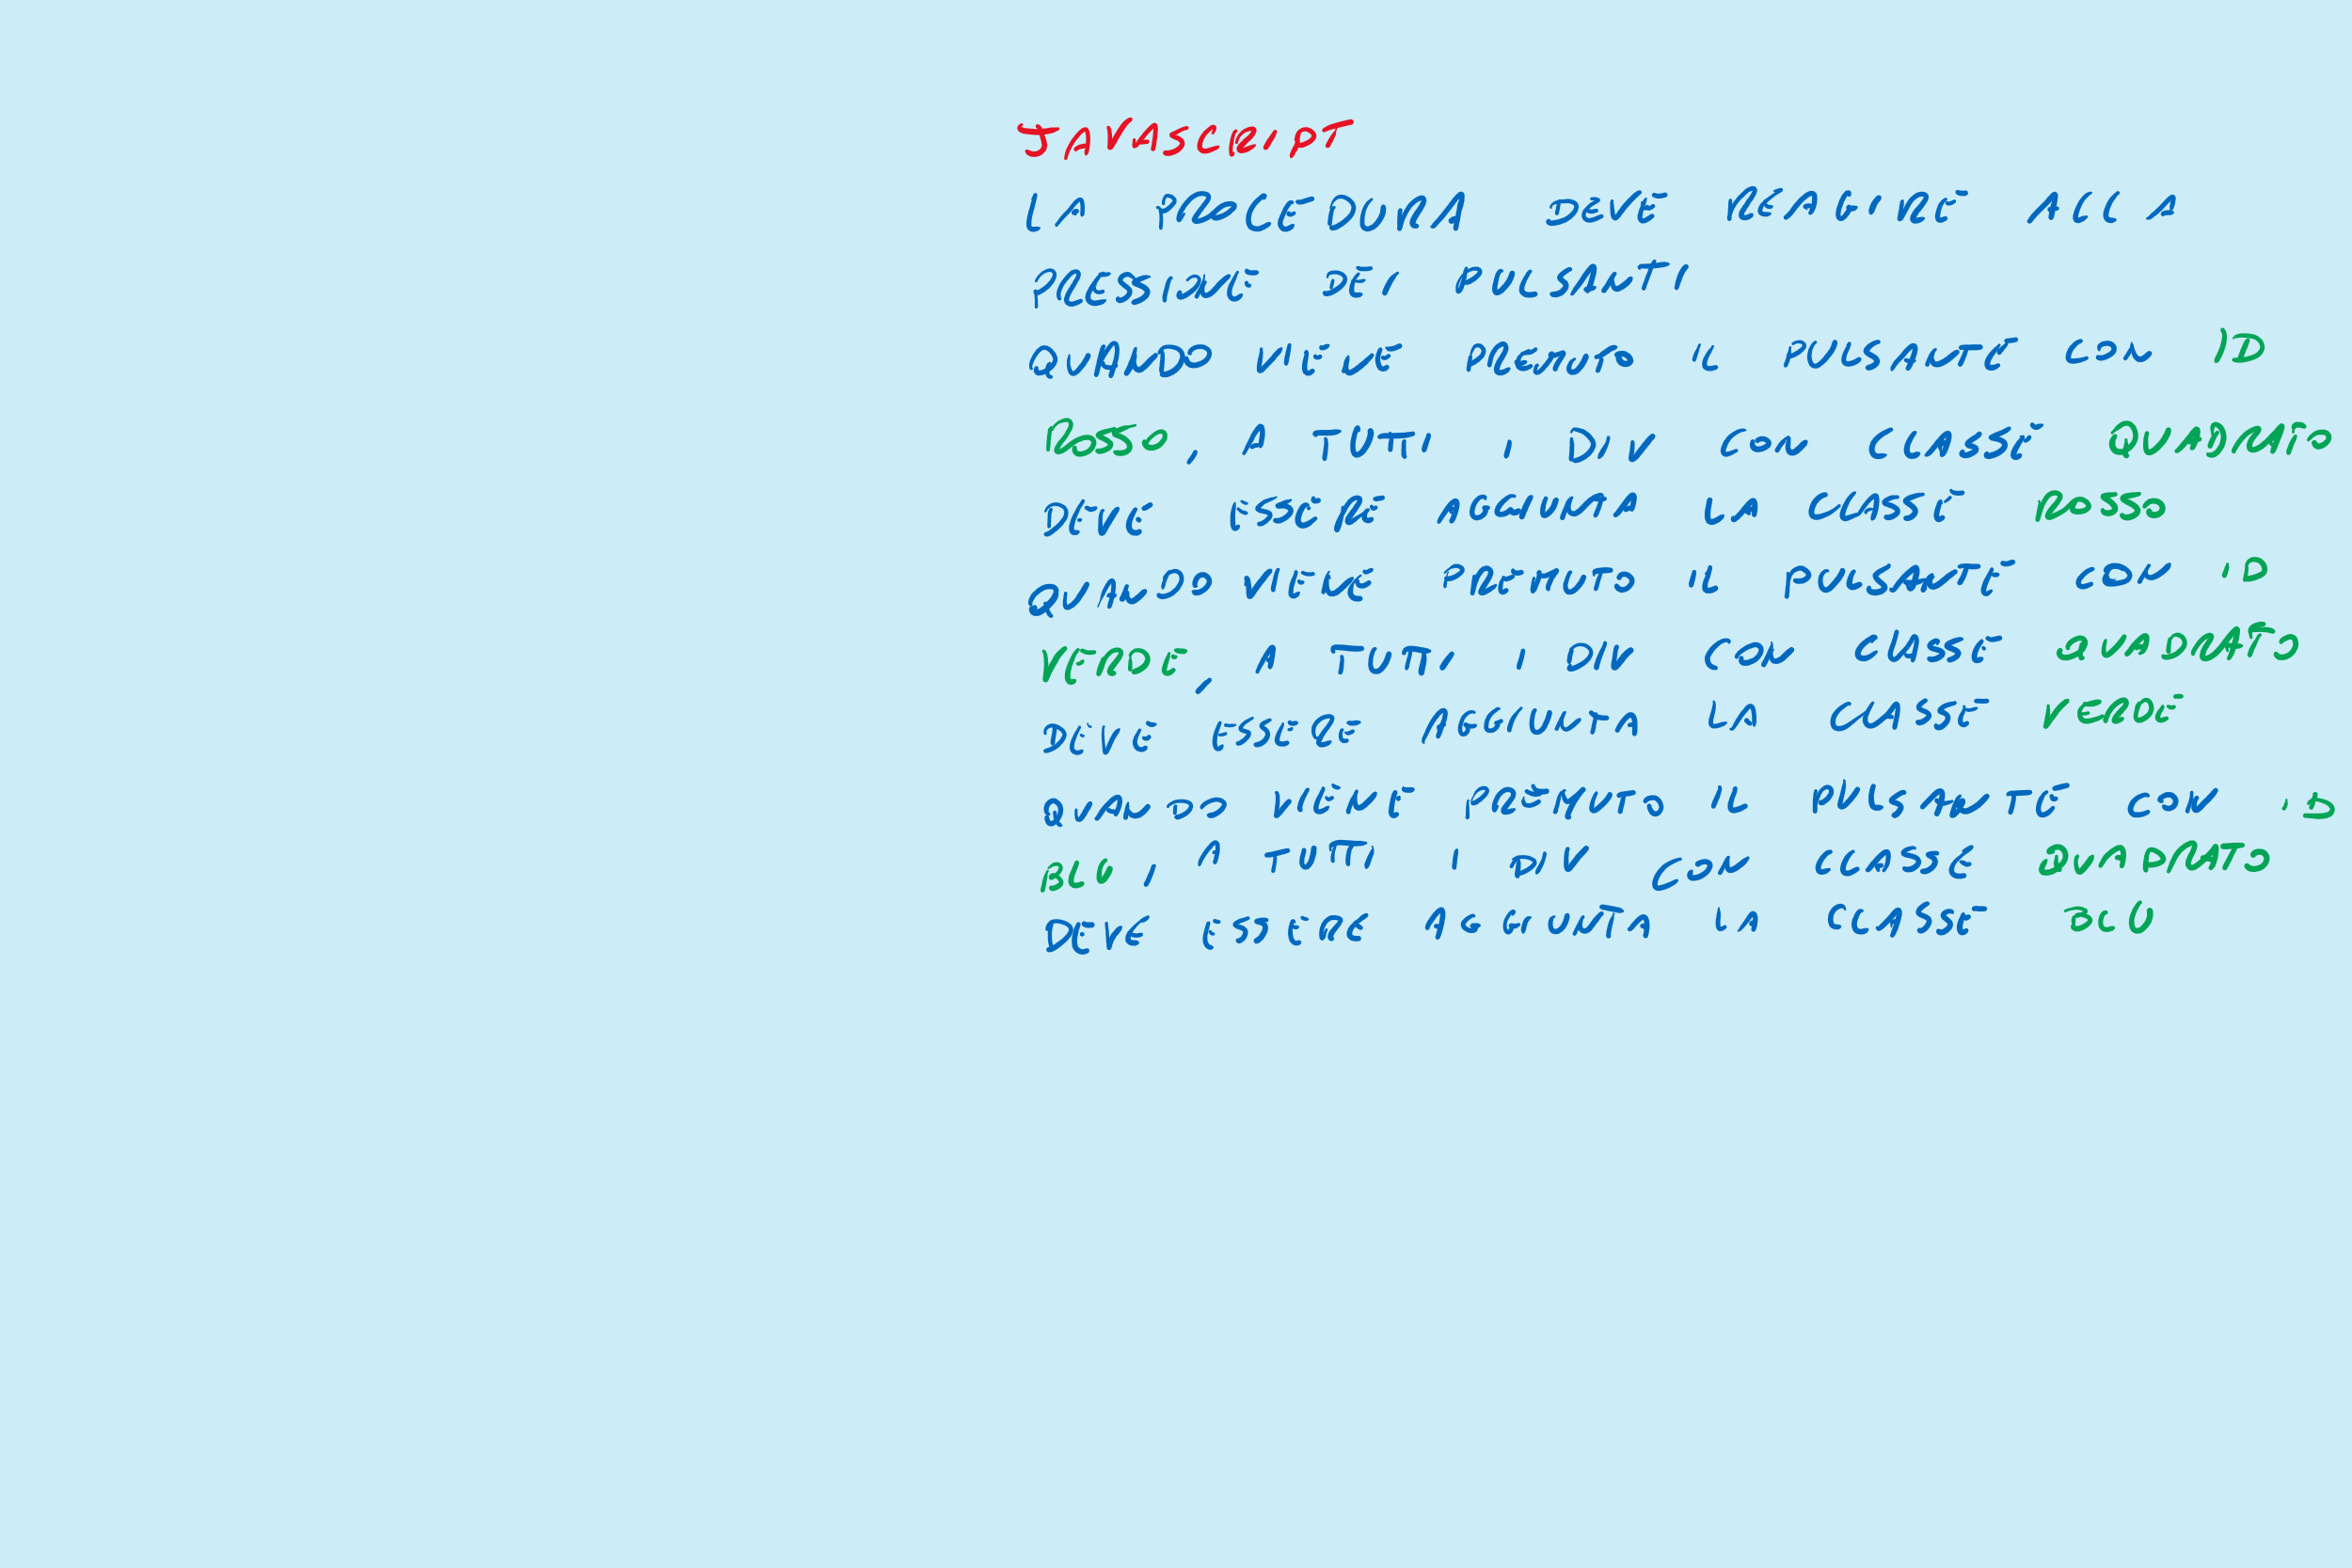 JAVASCRIPT
LA PROCEDURA DEVE REAGIRE ALLA
PRESSIONE DEI PULSANTI
QUANDO VIENE PREMUTO IL PULSANTE CON ID
ROSSO, A TUTTI I DIV CON CLASSE QUADRATO
DEVE ESSERE AGGIUNTA LA CLASSE ROSSO
QUANDO VIENE PREMUTO IL PULSANTE CON ID
VERDE, A TUTTI I DIV CON CLASSE QUADRATO
DEVE ESSERE AGGIUNTA LA CLASSE VERDE
QUANDO VIENE PREMUTO IL PULSANTE CON ID
BLU, A TUTTI I DIV CON CLASSE QUADRATO
DEVE ESSERE AGGIUNTA LA CLASSE BLU